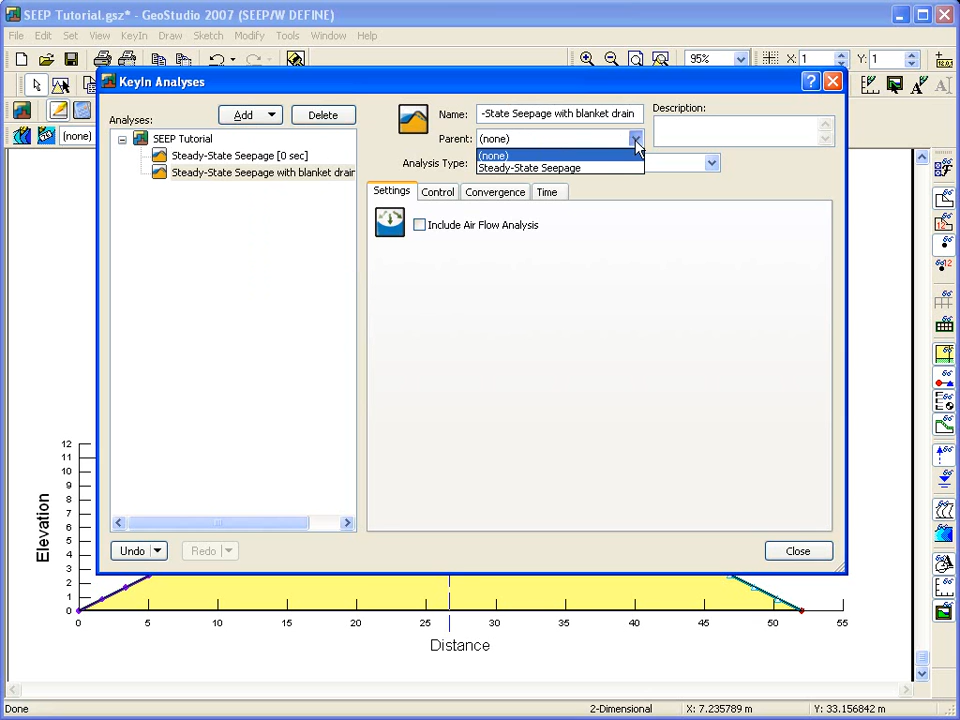 SEEP Tutorial.gsz* - GeoStudio 2007 (SEEP/W DEFINE)
File Edit Set View KeyIn Draw Sketch Modify Tools Window Help
95% X: 1 Y: 1
KeyIn Analyses
Analyses: Add Delete
Name: -State Seepage with blanket drain
Description:
Parent: (none)
(none)
Steady-State Seepage
Analysis Type:
SEEP Tutorial
Steady-State Seepage [0 sec]
Steady-State Seepage with blanket drain
(none)
Settings Control Convergence Time
Include Air Flow Analysis
Undo Redo Close
12
11
10
9
8
7
6
5
4
3
2
1
0
Elevation
0 5 10 15 20 25 30 35 40 45 50 55
Distance
Done 2-Dimensional X: 7.235789 m Y: 33.156842 m